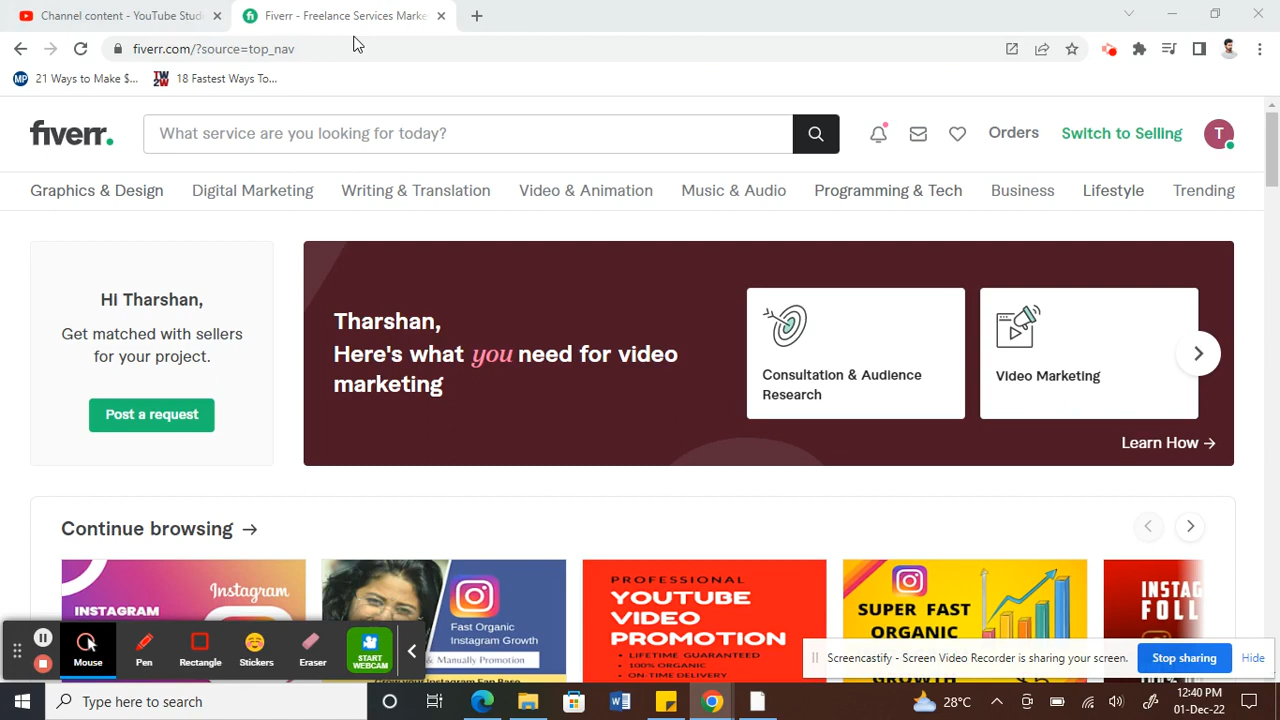 Channel content - YouTube Stud
Fiverr - Freelance Services Marke
fiverr.com/?source=top_nav
MP 21 Ways to Make $...
TW 2W 18 Fastest Ways To...
fiverr.
What service are you looking for today?
Orders
Switch to Selling
T
Graphics & Design
Digital Marketing
Writing & Translation
Video & Animation
Music & Audio
Programming & Tech
Business
Lifestyle
Trending
HI Tharshan,
Get matched with sellers
for your project.
Post a request
Tharshan,
Here's what you need for video
marketing
Consultation & Audience
Research
Video Marketing
Learn How →
Continue browsing →
Instagram
INSTAGRAM
Fast Organic
Instagram Growth
& Manually Promotion
PROFESSIONAL
YOUTUBE
VIDEO
PROMOTION
• LIFETIME GUARANTEE
• 100% ORGANIC
• ON-TIME DELIVERY
SUPER FAST
ORGANIC
INSTAG
FOLL
Mouse
Pen
Rectangle
Stickers
Eraser
START
WEBCAM
Screencastify - Screen Video Recorder is sharing your screen.
Stop sharing
Hide
Type here to search
28°C
12:40 PM
01-Dec-22